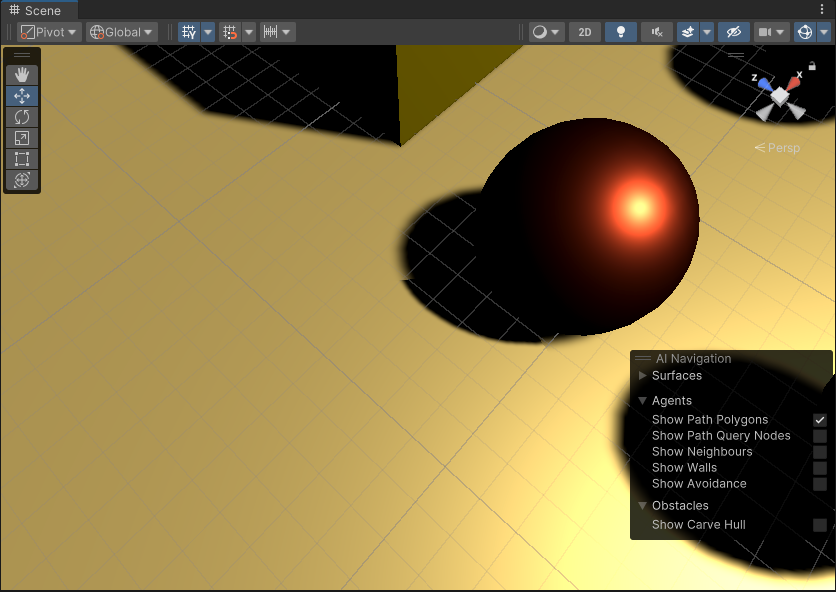 Scene
Pivot
Global
2D
z
x
Persp
AI Navigation
Surfaces
Agents
Show Path Polygons
Show Path Query Nodes
Show Neighbours
Show Walls
Show Avoidance
Obstacles
Show Carve Hull